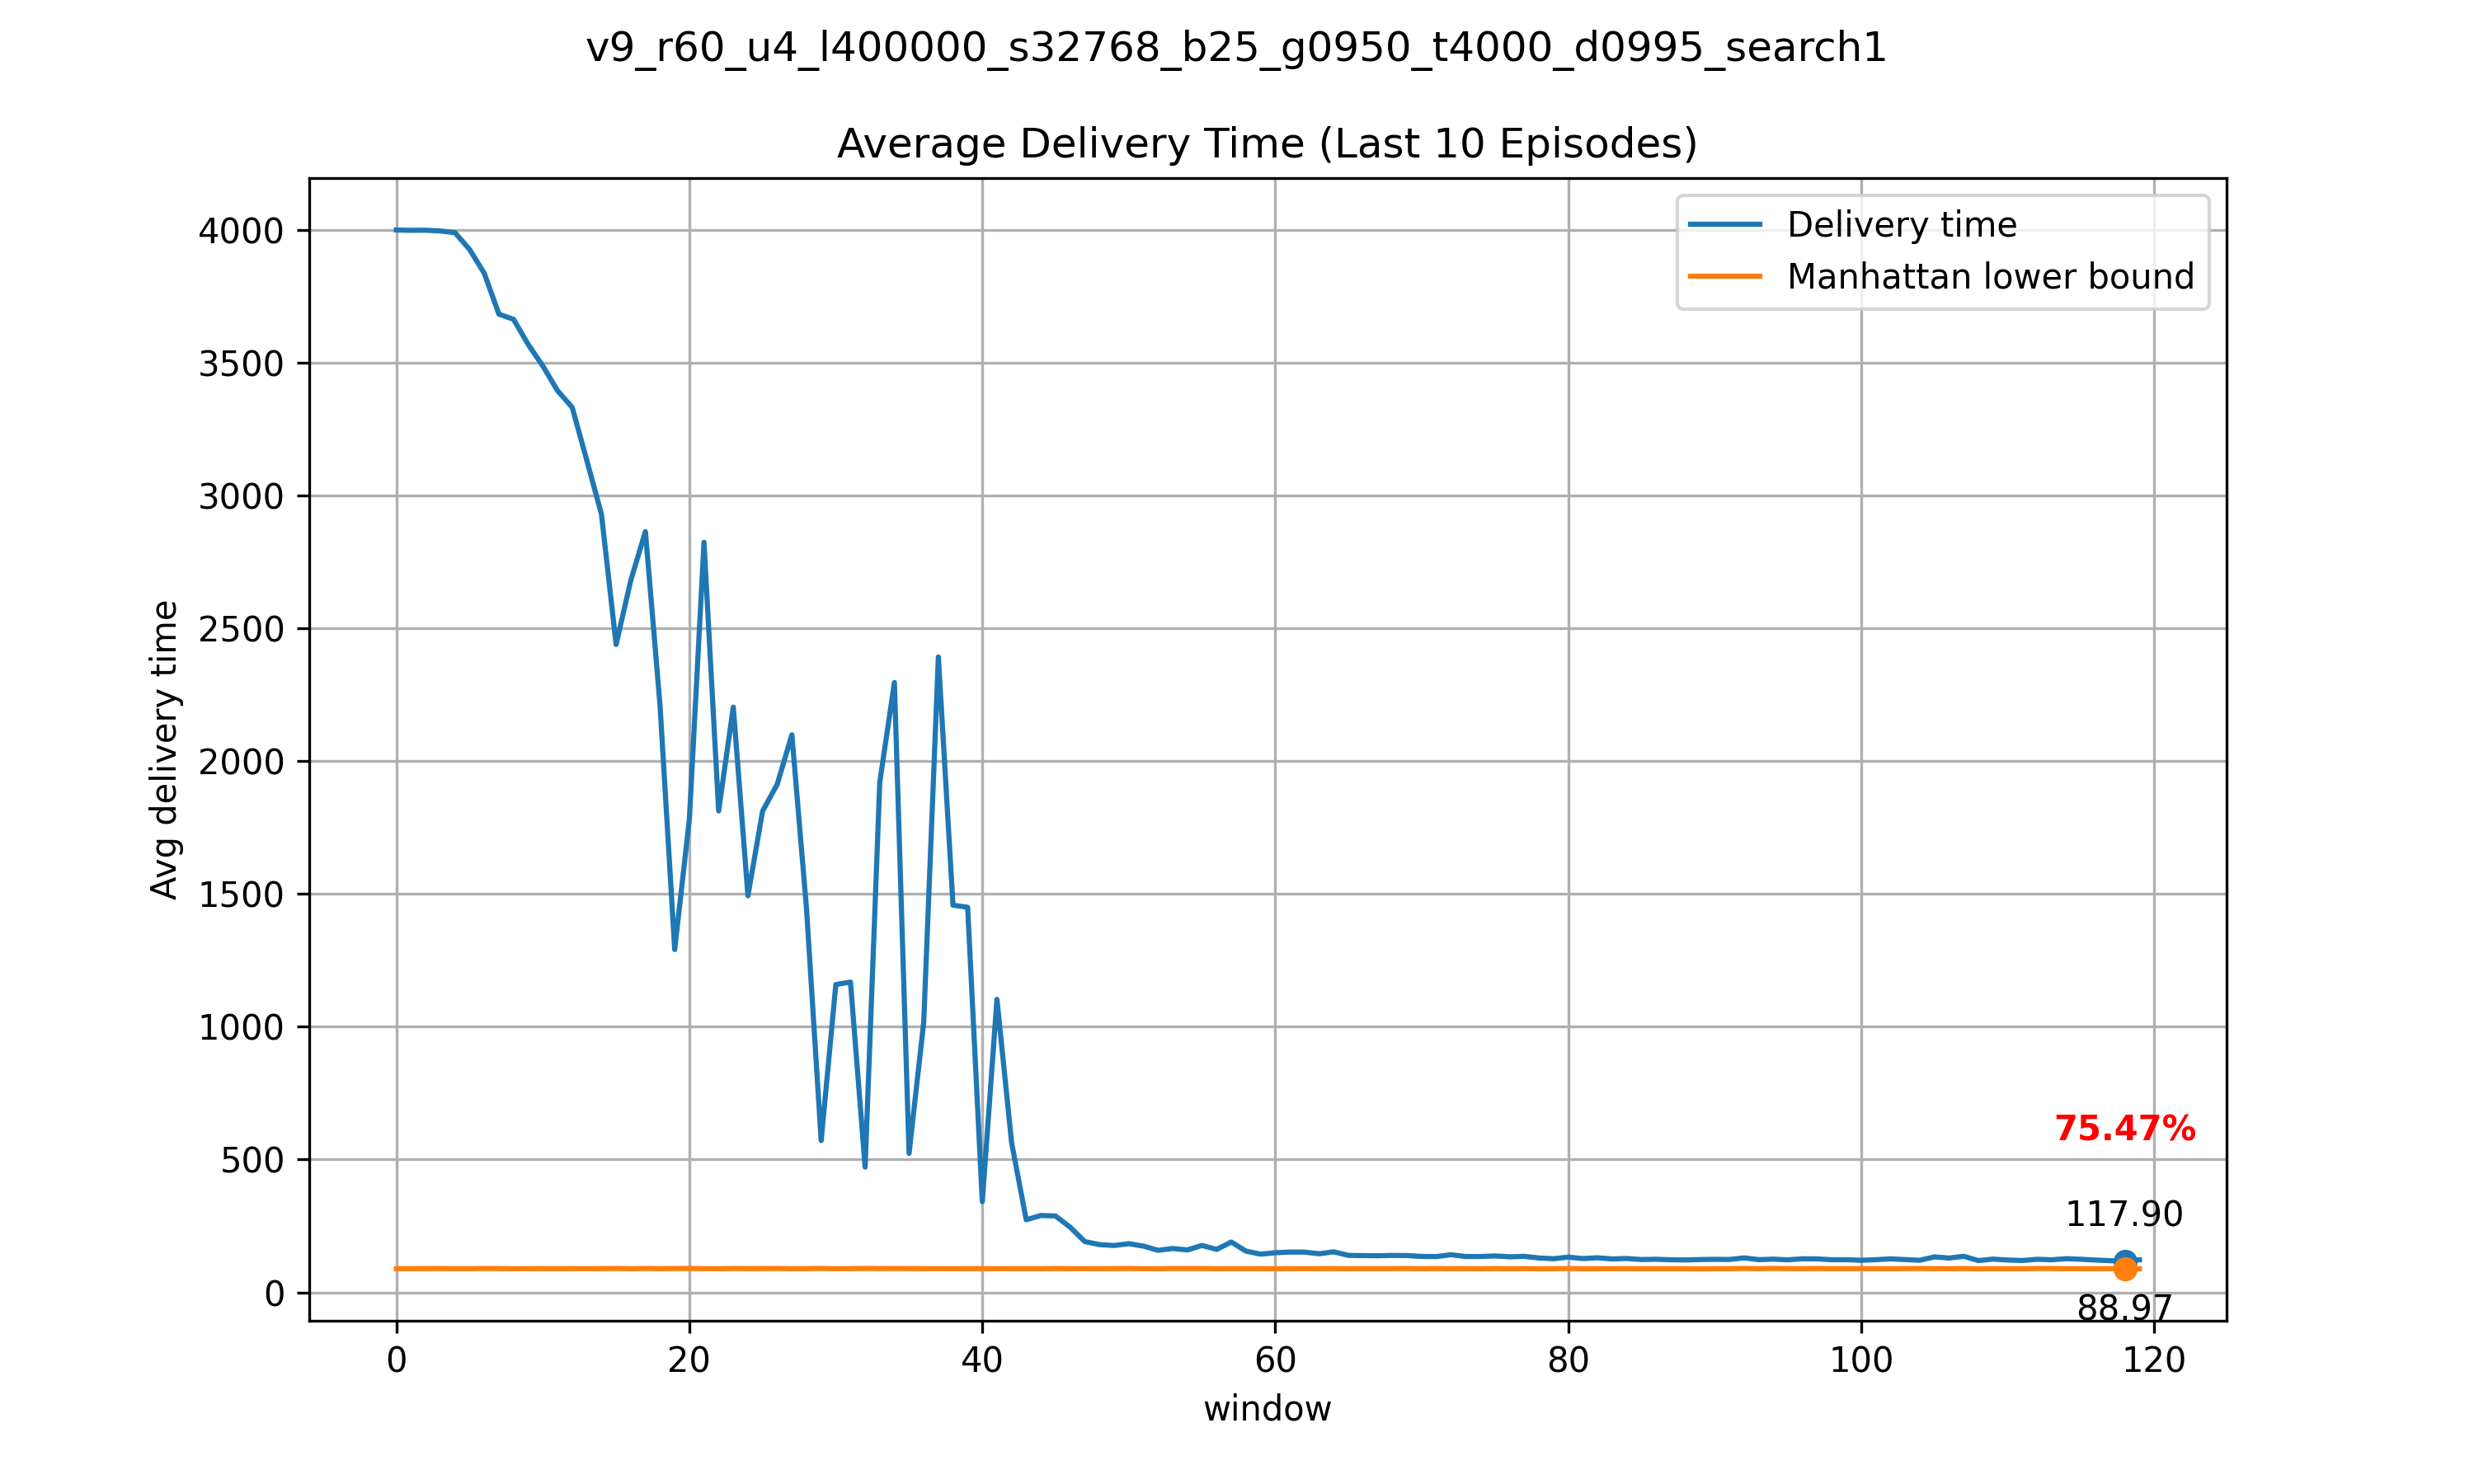 v9_r60_u4_l400000_s32768_b25_g0950_t4000_d0995_search1
Average Delivery Time (Last 10 Episodes)
Delivery time
Manhattan lower bound
4000
3500
3000
2500
2000
1500
1000
500
0
Avg delivery time
75.47%
117.90
88.97
0 20 40 60 80 100 120
window